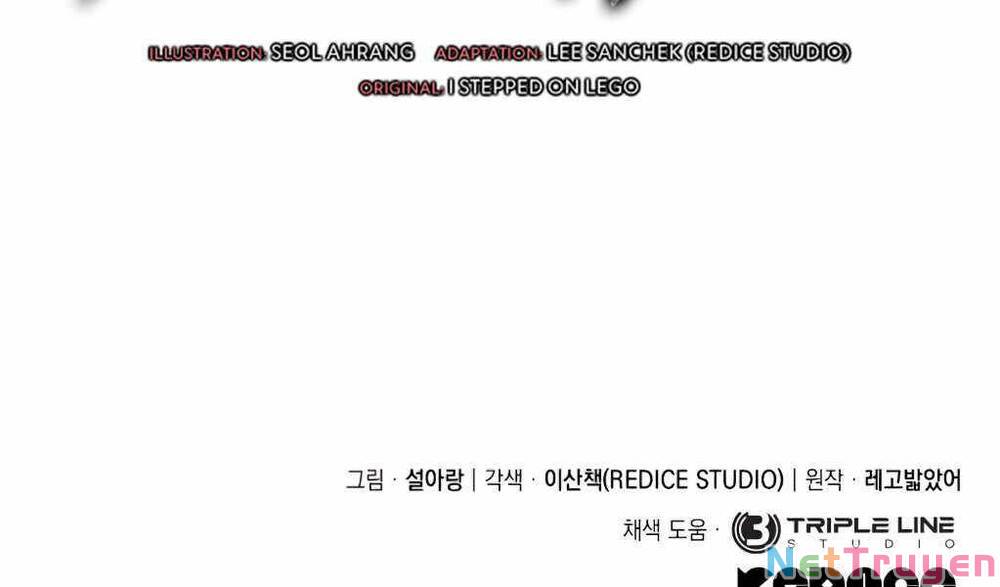 ILLUSTRATION: SEOL AHRANG ADAPTATION: LEE SANCHEK (REDICE STUDIO)
ORIGINAL: I STEPPED ON LEGO
그림 · 설아랑 | 각색 · 이산책(REDICE STUDIO) | 원작 · 레고밟았어
채색 도움 · 3 TRIPLE LINE
STUDIO
NetTruyen